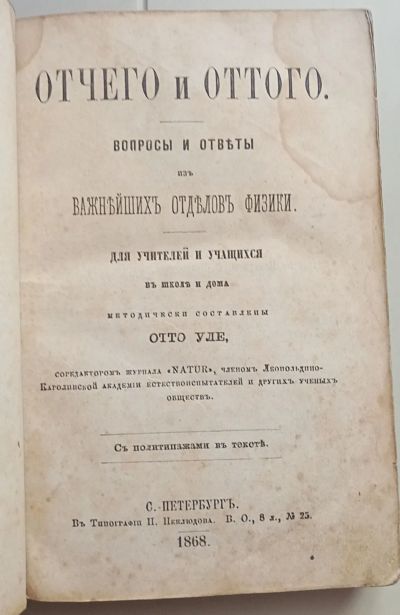 ОТЧЕГО и ОТТОГО.
ВОПРОСЫ И ОТВѢТЫ
ИЗЪ
ВАЖНѢЙШИХЪ ОТДѢЛОВЪ ФИЗИКИ.
ДЛЯ УЧИТЕЛЕЙ И УЧАЩИХСЯ
ВЪ ШКОЛѢ И ДОМА
МЕТОДИЧЕСКИ СОСТАВЛЕНЫ
ОТТО УЛЕ,
СОРЕДАКТОРОМЪ ЖУРНАЛА «NATUR», ЧЛЕНОМЪ ЛЕОПОЛЬДИНО-
КАРОЛИНСКОЙ АКАДЕМІИ ЕСТЕСТВОИСПЫТАТЕЛЕЙ И ДРУГИХЪ УЧЕНЫХЪ
ОБЩЕСТВЪ.
Съ политипажами въ текстѣ.
С.-ПЕТЕРБУРГЪ.
Въ Типографіи Н. Неклюдова. В. О., 8 л., № 25.
1868.